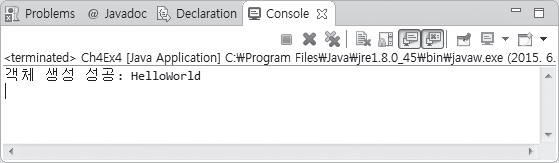 Problems @ Javadoc Declaration Console
<terminated> Ch4Ex4 [Java Application] C:₩Program Files₩Java₩jre1.8.0_45₩bin₩javaw.exe (2015. 6.
객체 생성 성공: HelloWorld